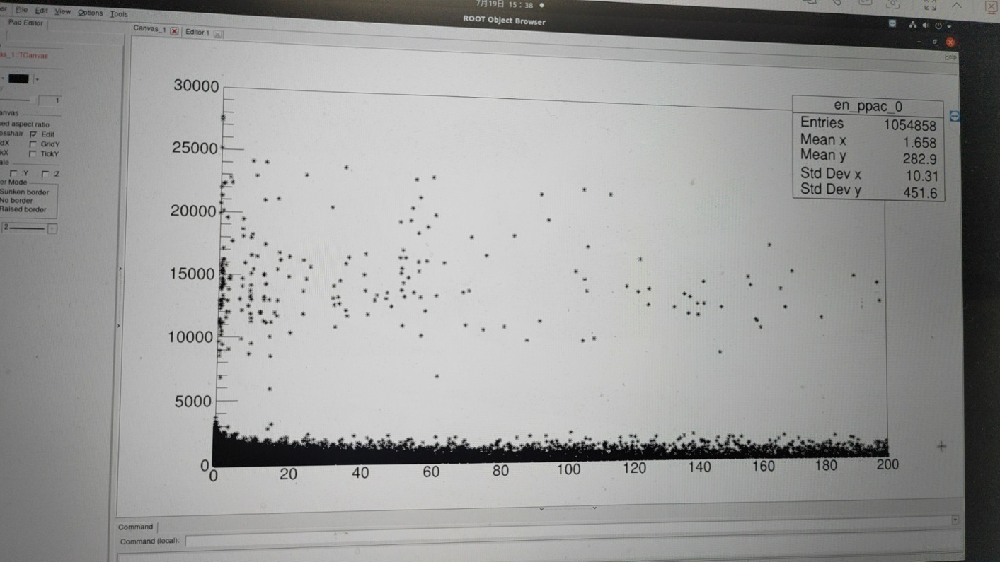 7月19日 15：38
ROOT Object Browser
File Edit View Options Tools
Help
Pad Editor
Canvas_1 Editor 1
TCanvas
1
Edit
GridY
TickY
:Y :Z
Sunken border
No border
Raised border
2
en_ppac_0
Entries 1054858
Mean x 1.658
Mean y 282.9
Std Dev x 10.31
Std Dev y 451.6
30000
25000
20000
15000
10000
5000
0
0 20 40 60 80 100 120 140 160 180 200
Command
Command (local):